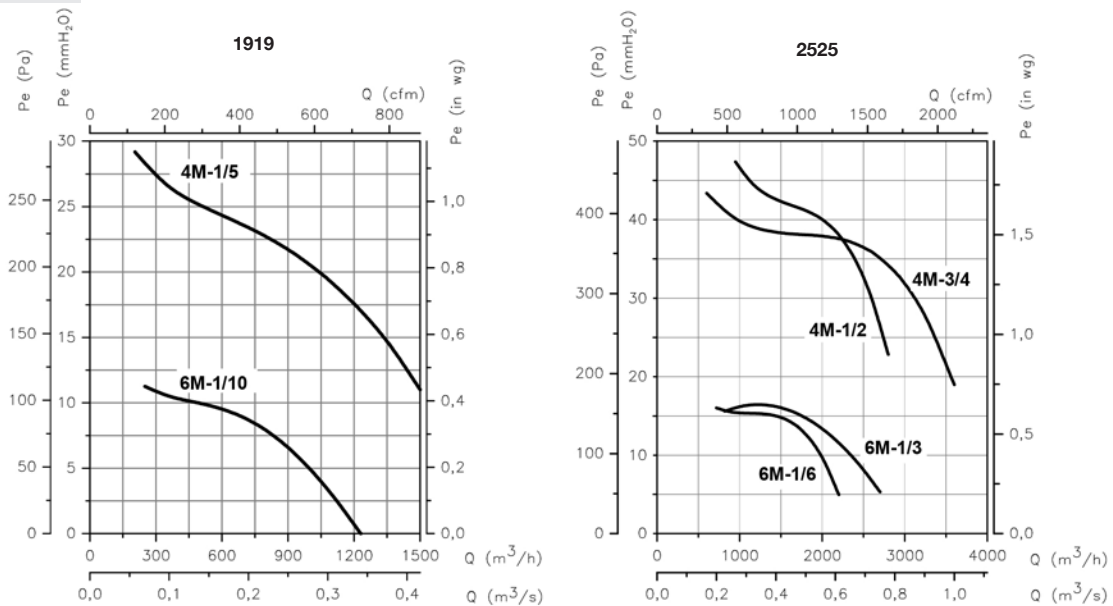 1919
Pe (Pa)
Pe (mmH2O)
Q (cfm)
Pe (in wg)
0 200 400 600 800
30
25
20
15
10
5
0
250
200
150
100
50
0
1,0
0,8
0,6
0,4
0,2
0,0
4M-1/5
6M-1/10
0 300 600 900 1200 1500 Q (m³/h)
0,0 0,1 0,2 0,3 0,4 Q (m³/s)
2525
Pe (Pa)
Pe (mmH2O)
Q (cfm)
Pe (in wg)
0 500 1000 1500 2000
50
40
30
20
10
0
400
300
200
100
0
1,5
1,0
0,5
0,0
4M-3/4
4M-1/2
6M-1/3
6M-1/6
0 1000 2000 3000 4000 Q (m³/h)
0,0 0,2 0,4 0,6 0,8 1,0 Q (m³/s)